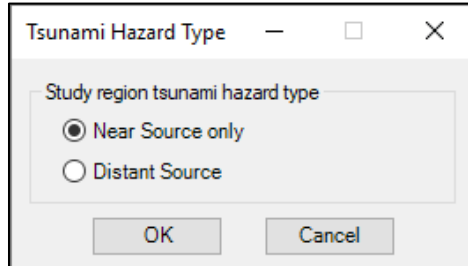 Tsunami Hazard Type
Study region tsunami hazard type
Near Source only
Distant Source
OK
Cancel